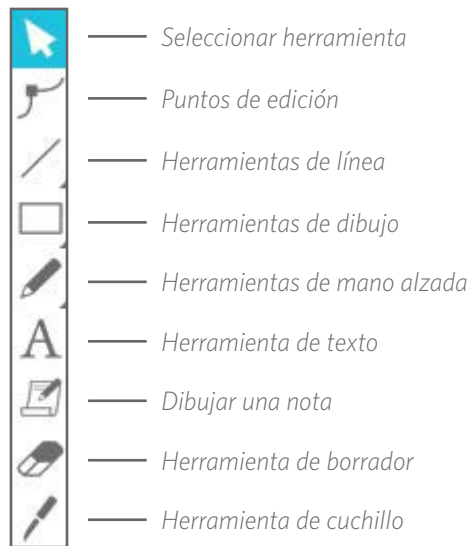 Seleccionar herramienta
Puntos de edición
Herramientas de línea
Herramientas de dibujo
Herramientas de mano alzada
Herramienta de texto
Dibujar una nota
Herramienta de borrador
Herramienta de cuchillo